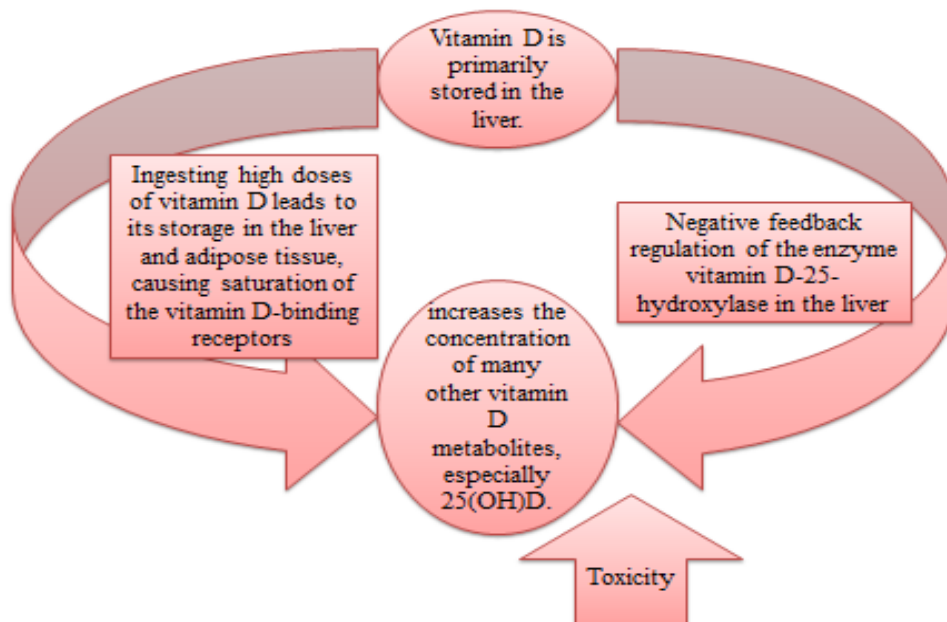 Vitamin D is
primarily
stored in the
liver.
Ingesting high doses
of vitamin D leads to
its storage in the liver
and adipose tissue,
causing saturation of
the vitamin D-binding
receptors
Negative feedback
regulation of the enzyme
vitamin D-25-
hydroxylase in the liver
increases the
concentration
of many
other vitamin
D
metabolites,
especially
25(OH)D.
Toxicity